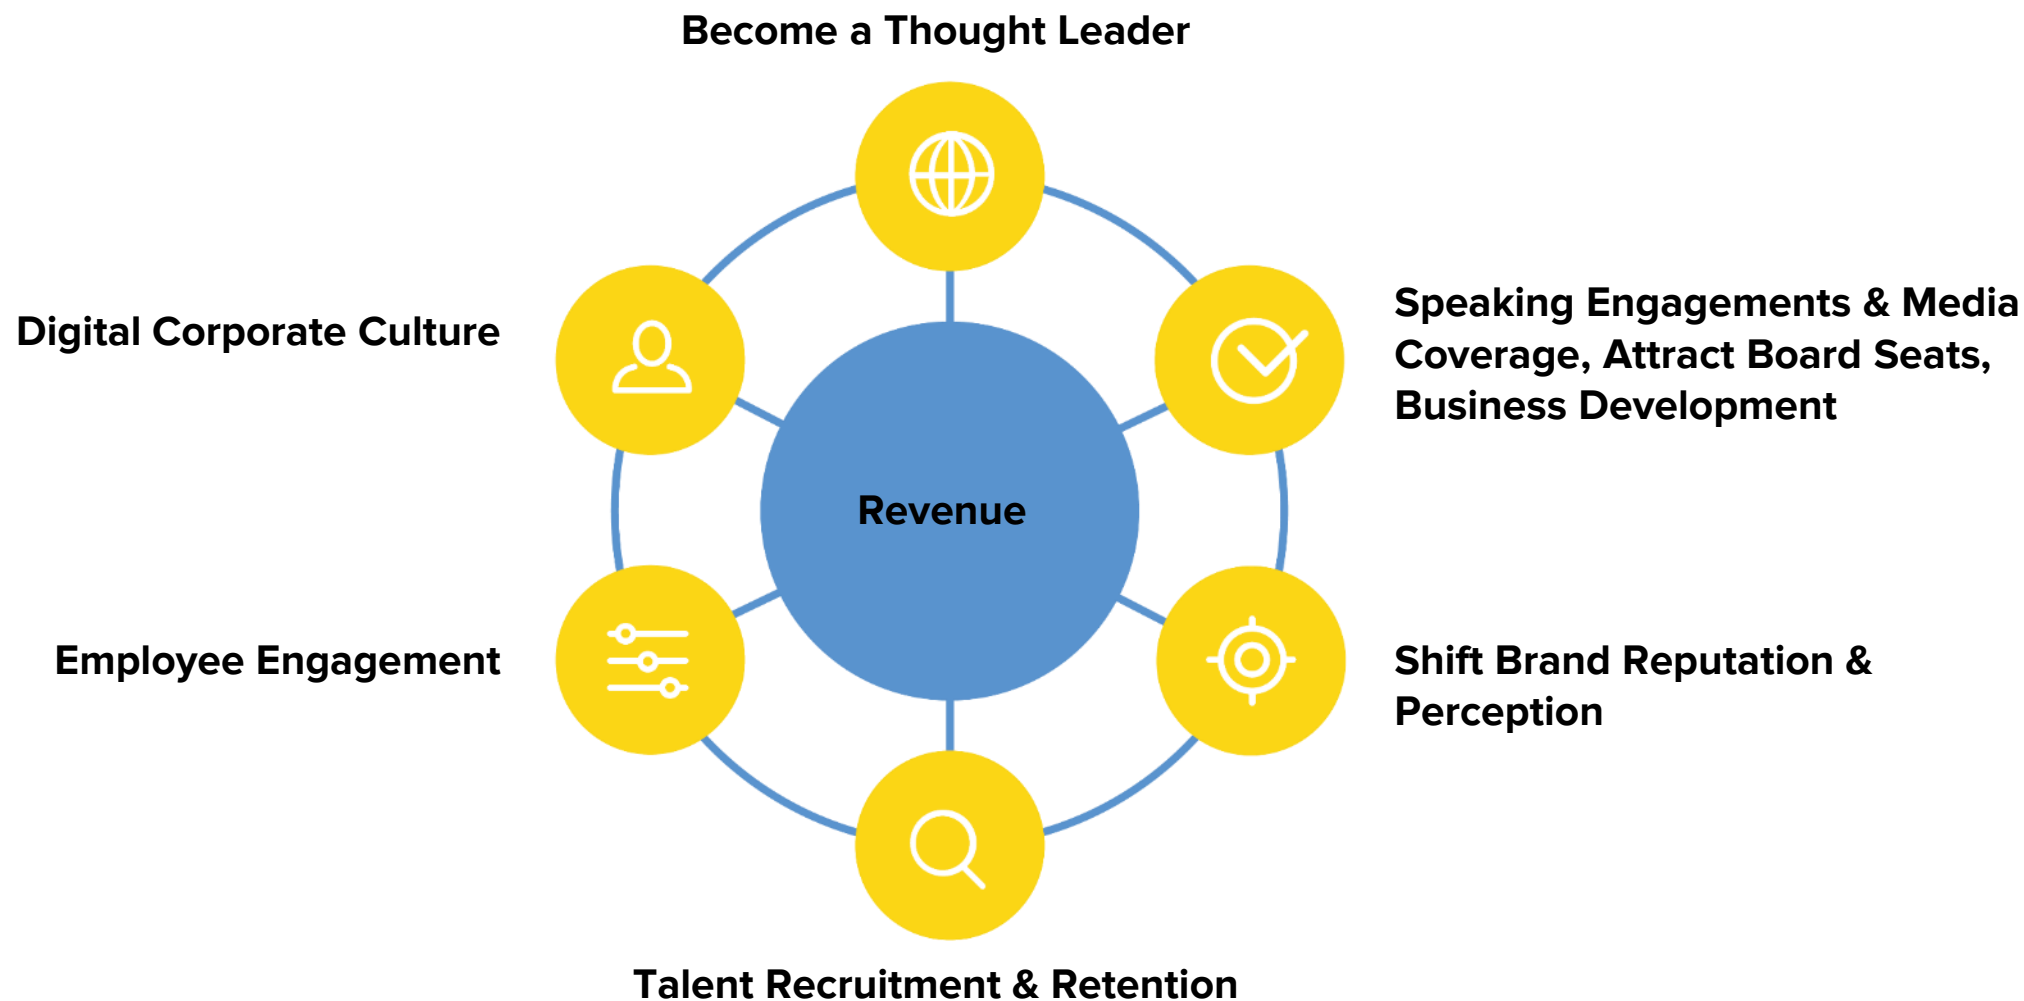 Become a Thought Leader
Digital Corporate Culture
Speaking Engagements & Media
Coverage, Attract Board Seats,
Business Development
Revenue
Employee Engagement
Shift Brand Reputation &
Perception
Talent Recruitment & Retention